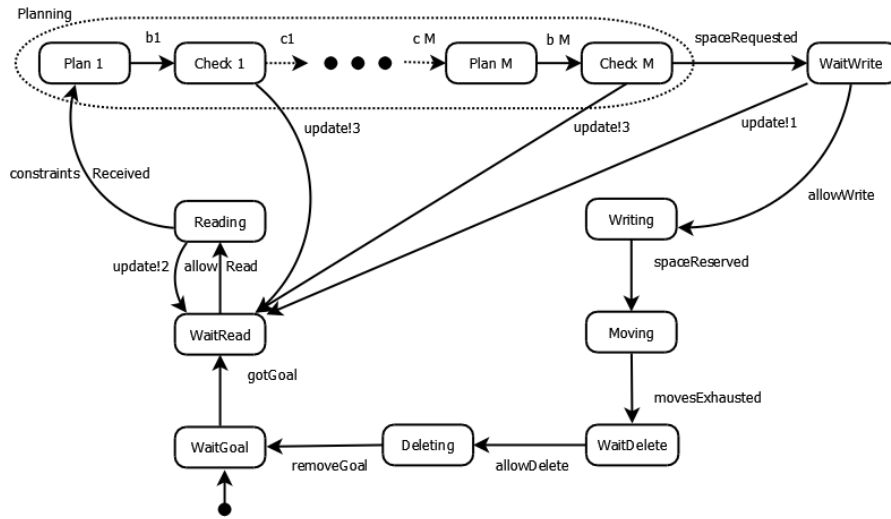 Planning
b1
c1
c M
b M
spaceRequested
Plan 1
Check 1
Plan M
Check M
WaitWrite
update!3
update!3
update!1
constraints Received
allowWrite
Reading
Writing
update!2
allow Read
spaceReserved
WaitRead
Moving
gotGoal
movesExhausted
WaitGoal
Deleting
WaitDelete
removeGoal
allowDelete